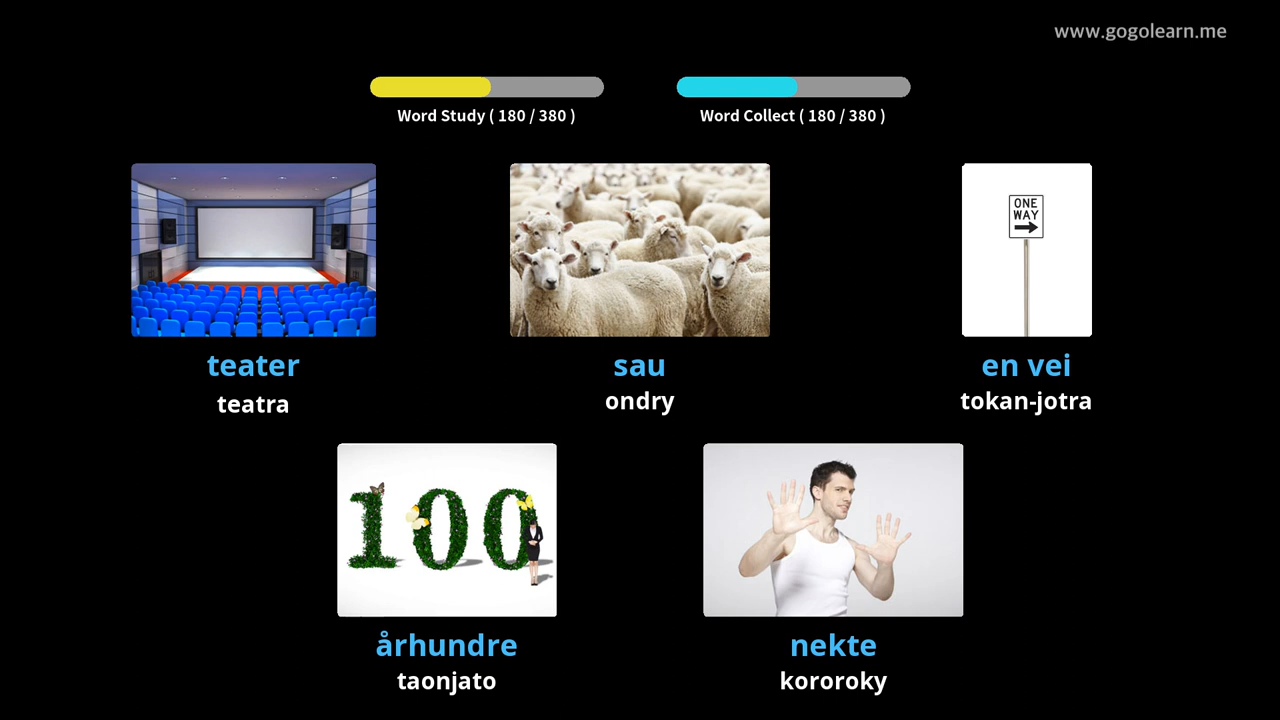 www.gogolearn.me
Word Study ( 180 / 380 )
Word Collect ( 180 / 380 )
ONE
WAY
teater
sau
en vei
teatra
ondry
tokan-jotra
100
århundre
nekte
taonjato
kororoky